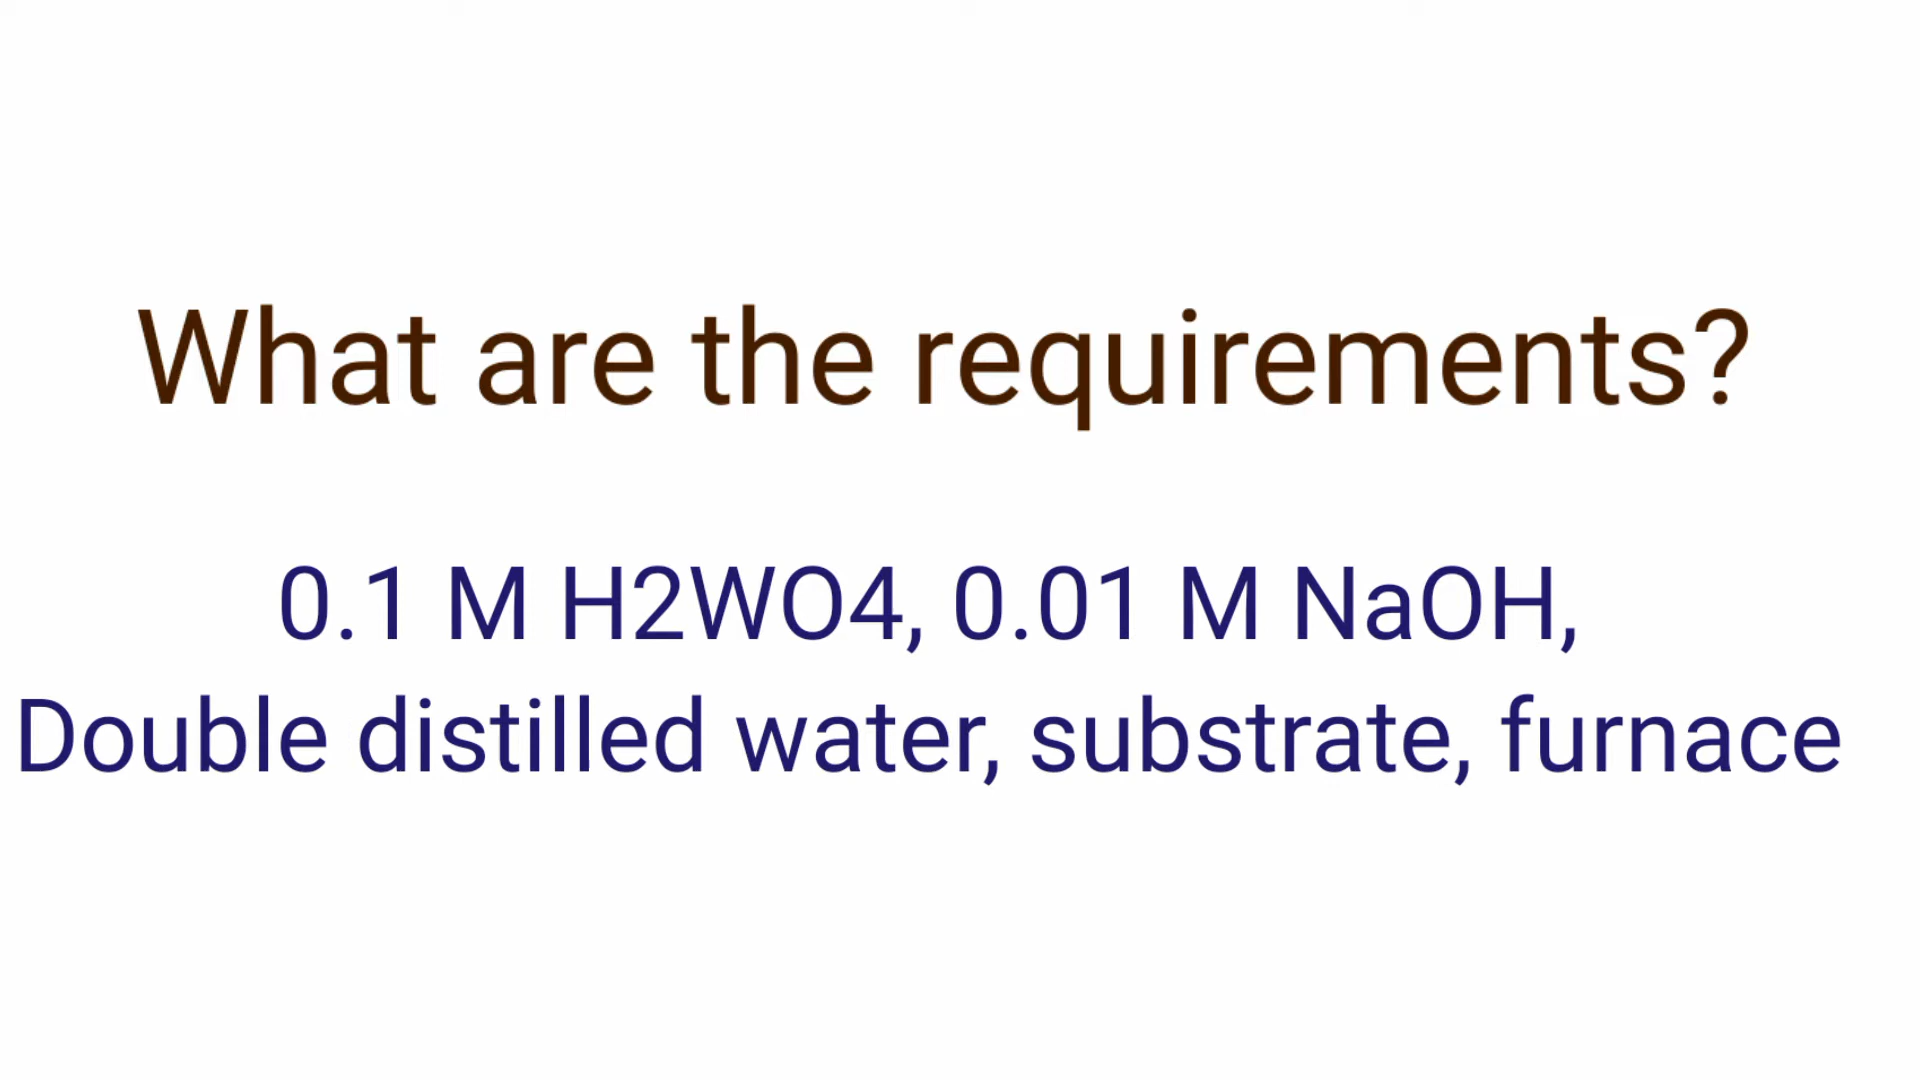 What are the requirements?
0.1 M H2WO4, 0.01 M NaOH,
Double distilled water, substrate, furnace